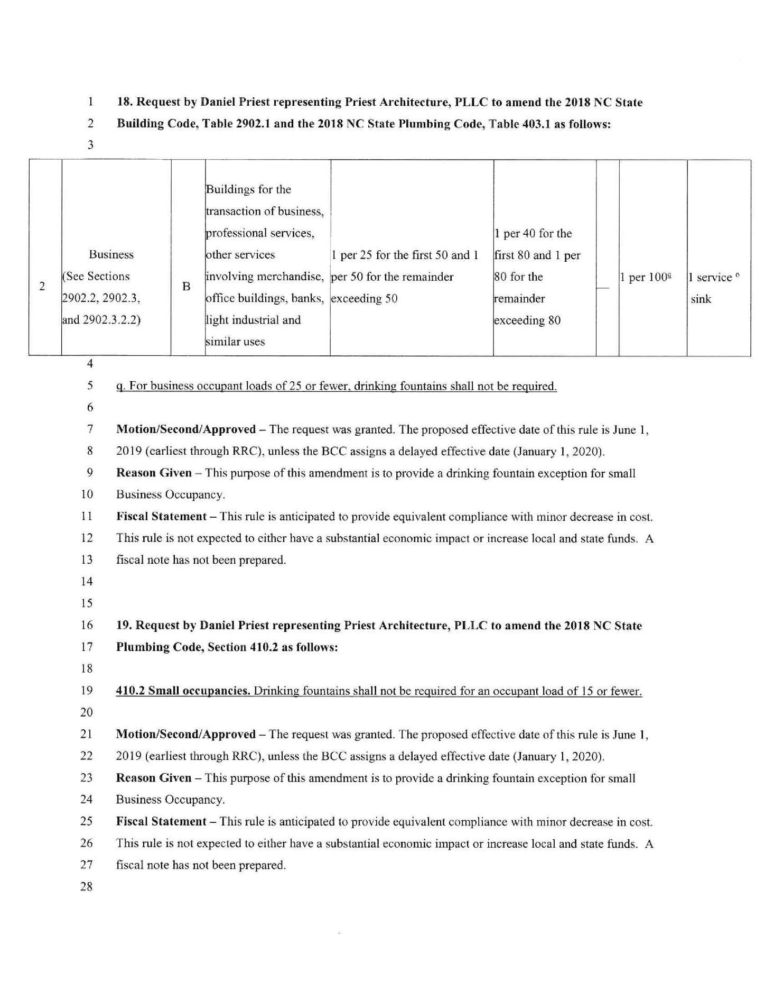 1 18. Request by Daniel Priest representing Priest Architecture, PLLC to amend the 2018 NC State
2 Building Code, Table 2902.1 and the 2018 NC State Plumbing Code, Table 403.1 as follows:
3
2
Business
(See Sections
2902.2, 2902.3,
and 2902.3.2.2)
B
Buildings for the
transaction of business,
professional services,
other services
involving merchandise,
office buildings, banks,
light industrial and
similar uses
1 per 25 for the first 50 and 1
per 50 for the remainder
exceeding 50
1 per 40 for the
first 80 and 1 per
80 for the
remainder
exceeding 80
—
1 per 100q
1 service o
sink
4
5 q. For business occupant loads of 25 or fewer, drinking fountains shall not be required.
6
7 Motion/Second/Approved – The request was granted. The proposed effective date of this rule is June 1,
8 2019 (earliest through RRC), unless the BCC assigns a delayed effective date (January 1, 2020).
9 Reason Given – This purpose of this amendment is to provide a drinking fountain exception for small
10 Business Occupancy.
11 Fiscal Statement – This rule is anticipated to provide equivalent compliance with minor decrease in cost.
12 This rule is not expected to either have a substantial economic impact or increase local and state funds. A
13 fiscal note has not been prepared.
14
15
16 19. Request by Daniel Priest representing Priest Architecture, PLLC to amend the 2018 NC State
17 Plumbing Code, Section 410.2 as follows:
18
19 410.2 Small occupancies. Drinking fountains shall not be required for an occupant load of 15 or fewer.
20
21 Motion/Second/Approved – The request was granted. The proposed effective date of this rule is June 1,
22 2019 (earliest through RRC), unless the BCC assigns a delayed effective date (January 1, 2020).
23 Reason Given – This purpose of this amendment is to provide a drinking fountain exception for small
24 Business Occupancy.
25 Fiscal Statement – This rule is anticipated to provide equivalent compliance with minor decrease in cost.
26 This rule is not expected to either have a substantial economic impact or increase local and state funds. A
27 fiscal note has not been prepared.
28